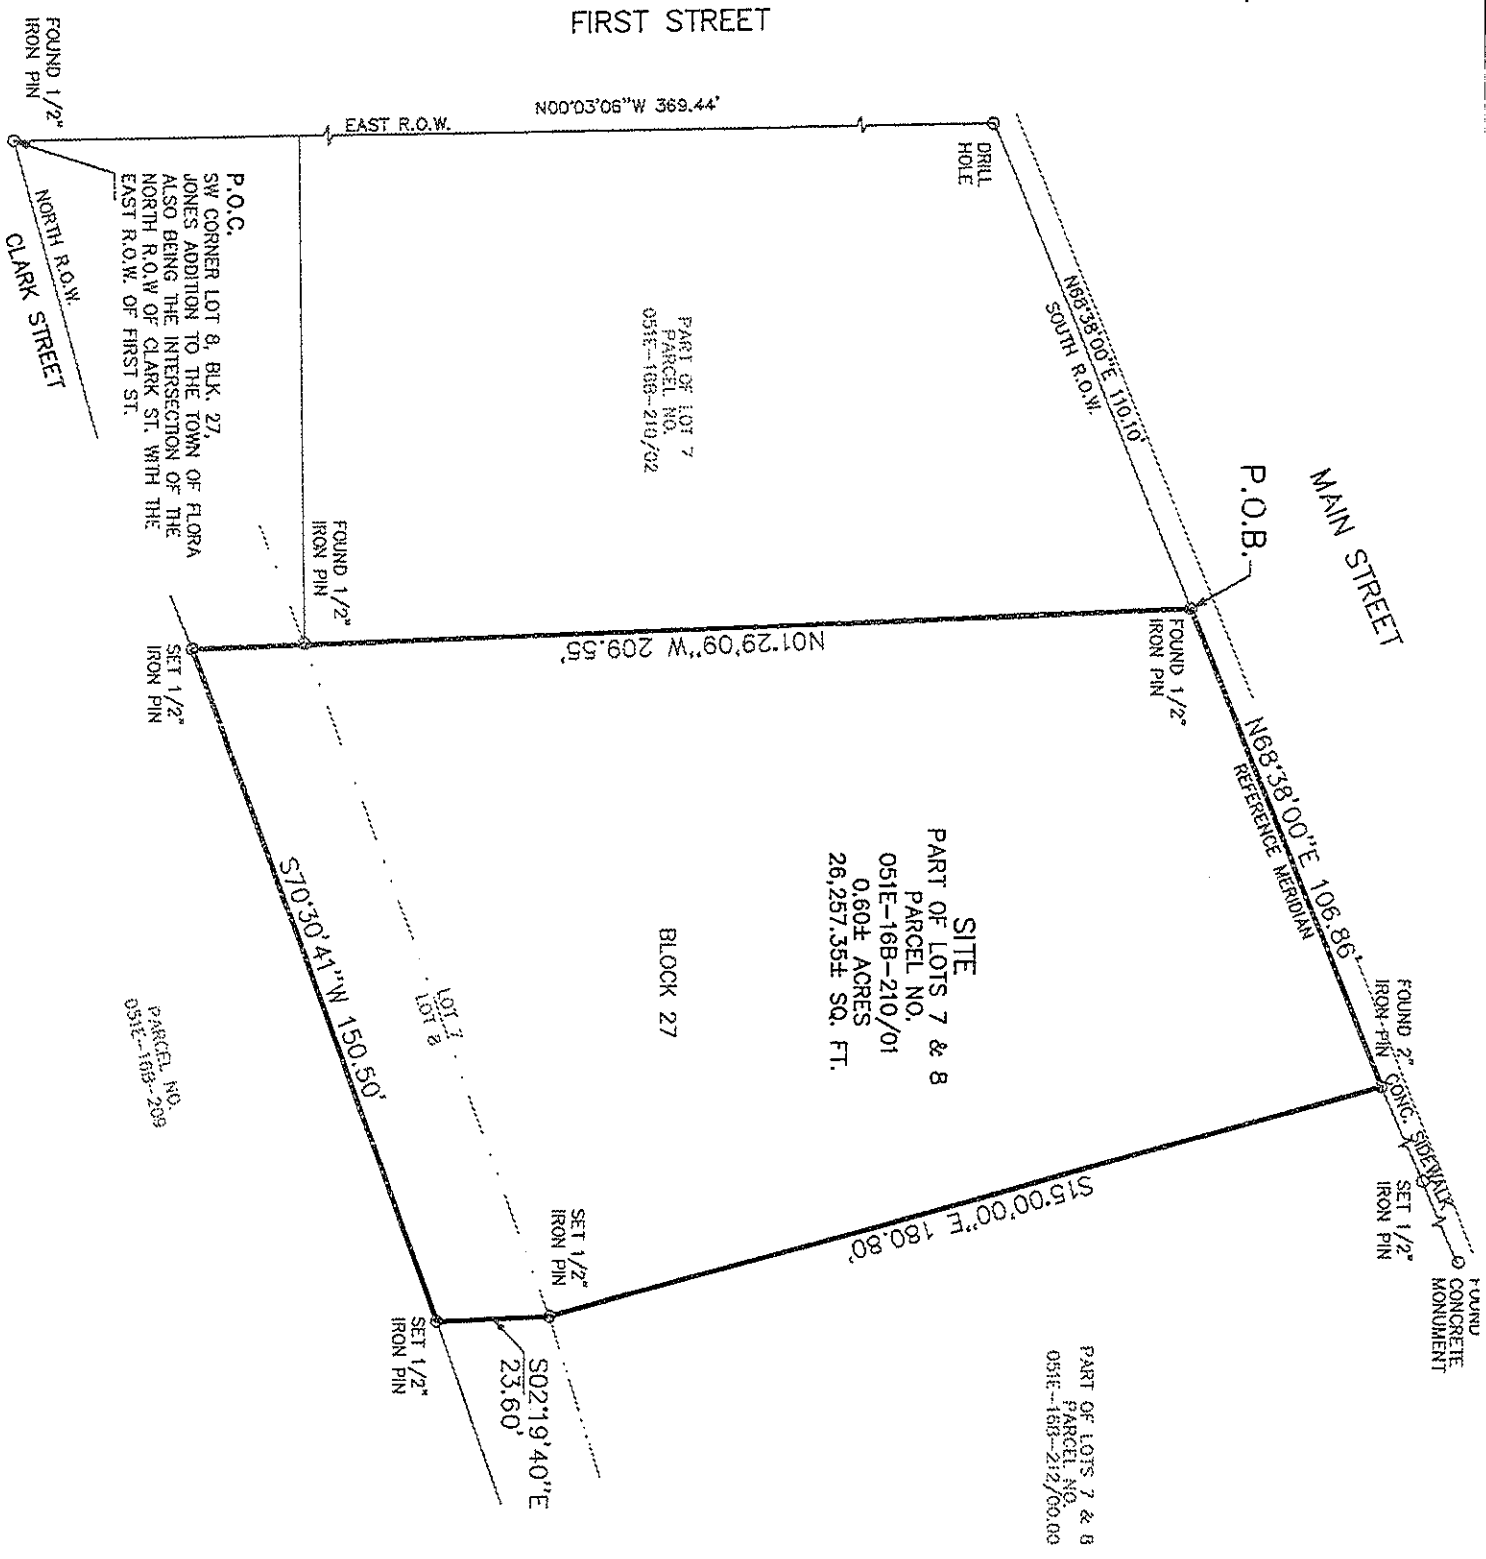 FIRST STREET
FOUND 1/2"
IRON PIN
N00°03'06"W 369.44'
EAST R.O.W.
DRILL
HOLE
N68°38'00"E 110.10'
SOUTH R.O.W.
MAIN STREET
P.O.B.
P.O.C.
SW CORNER LOT 8, BLK. 27,
JONES ADDITION TO THE TOWN OF FLORA
ALSO BEING THE INTERSECTION OF THE
NORTH R.O.W OF CLARK ST. WITH THE
EAST R.O.W. OF FIRST ST.
NORTH R.O.W.
CLARK STREET
PART OF LOT 7
PARCEL NO.
051E-16B-210/02
FOUND 1/2"
IRON PIN
SET 1/2"
IRON PIN
N01°29'09"W 209.55'
FOUND 1/2"
IRON PIN
N68°38'00"E 106.86'
REFERENCE MERIDIAN
FOUND 2"
IRON-PIN
CONC. SIDEWALK
SET 1/2"
IRON PIN
FOUND
CONCRETE
MONUMENT
SITE
PART OF LOTS 7 & 8
PARCEL NO.
051E-16B-210/01
0.60± ACRES
26,257.35± SQ. FT.
BLOCK 27
LOT 7
LOT 8
S70°30'41"W 150.50'
PARCEL NO.
051E-16B-209
S15°00'00"E 180.80'
SET 1/2"
IRON PIN
SET 1/2"
IRON PIN
S02°19'40"E
23.60'
PART OF LOTS 7 & 8
PARCEL NO.
051E-16B-212/00.00